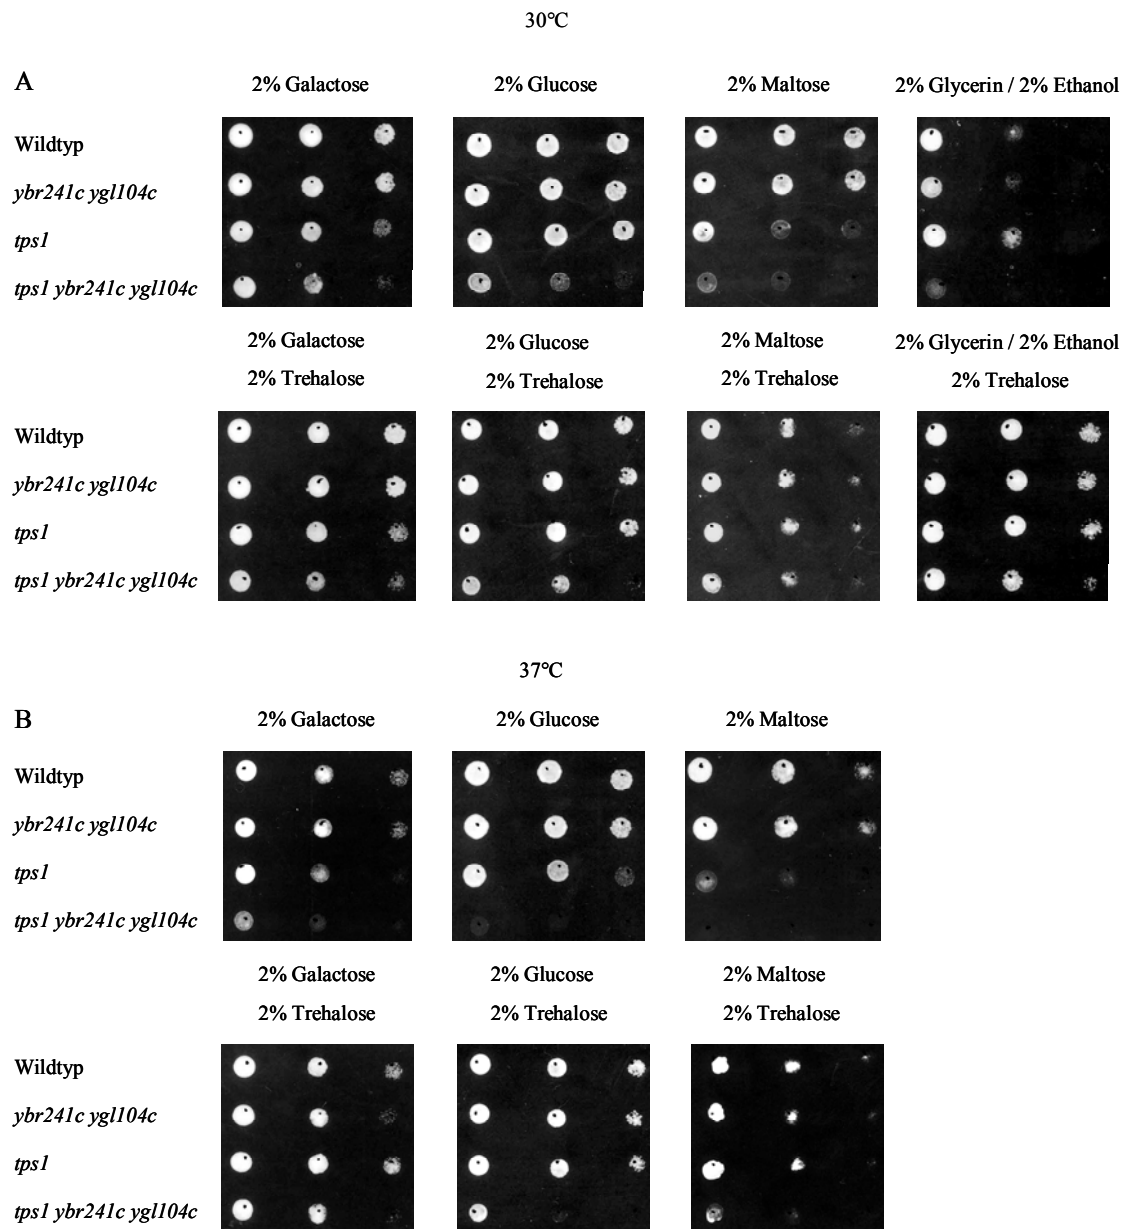 30°C
A
2% Galactose 2% Glucose 2% Maltose 2% Glycerin / 2% Ethanol
Wildtyp
ybr241c ygl104c
tps1
tps1 ybr241c ygl104c
2% Galactose 2% Glucose 2% Maltose 2% Glycerin / 2% Ethanol
2% Trehalose 2% Trehalose 2% Trehalose 2% Trehalose
Wildtyp
ybr241c ygl104c
tps1
tps1 ybr241c ygl104c
37°C
B
2% Galactose 2% Glucose 2% Maltose
Wildtyp
ybr241c ygl104c
tps1
tps1 ybr241c ygl104c
2% Galactose 2% Glucose 2% Maltose
2% Trehalose 2% Trehalose 2% Trehalose
Wildtyp
ybr241c ygl104c
tps1
tps1 ybr241c ygl104c